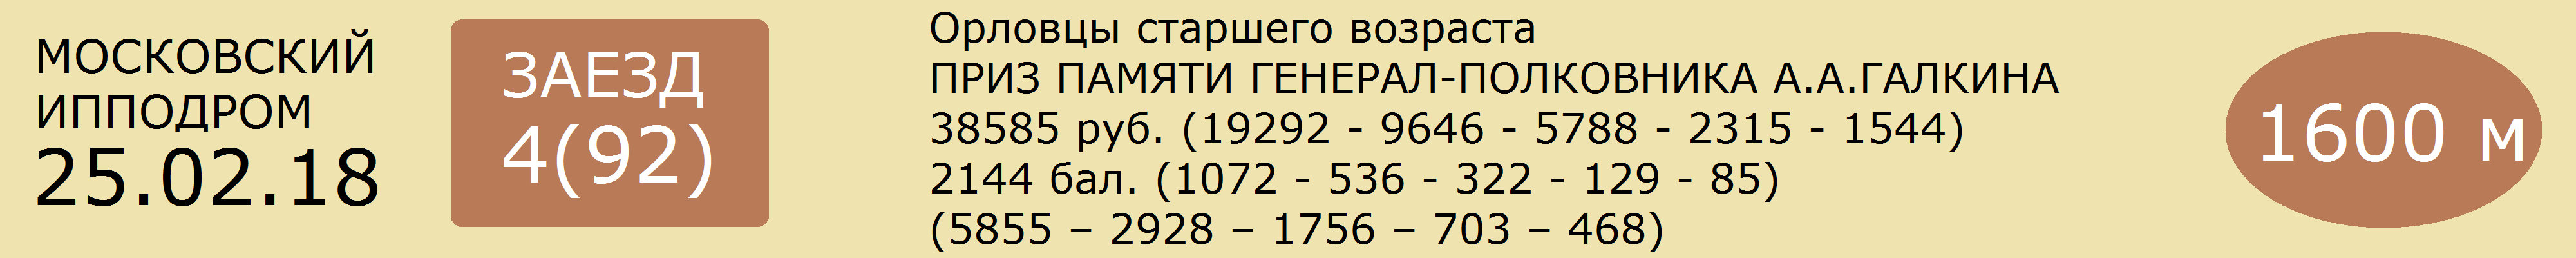 МОСКОВСКИЙ
ИППОДРОМ
25.02.18
ЗАЕЗД
4(92)
Орловцы старшего возраста
ПРИЗ ПАМЯТИ ГЕНЕРАЛ-ПОЛКОВНИКА А.А.ГАЛКИНА
38585 руб. (19292 - 9646 - 5788 - 2315 - 1544)
2144 бал. (1072 - 536 - 322 - 129 - 85)
(5855 – 2928 – 1756 – 703 – 468)
1600 м